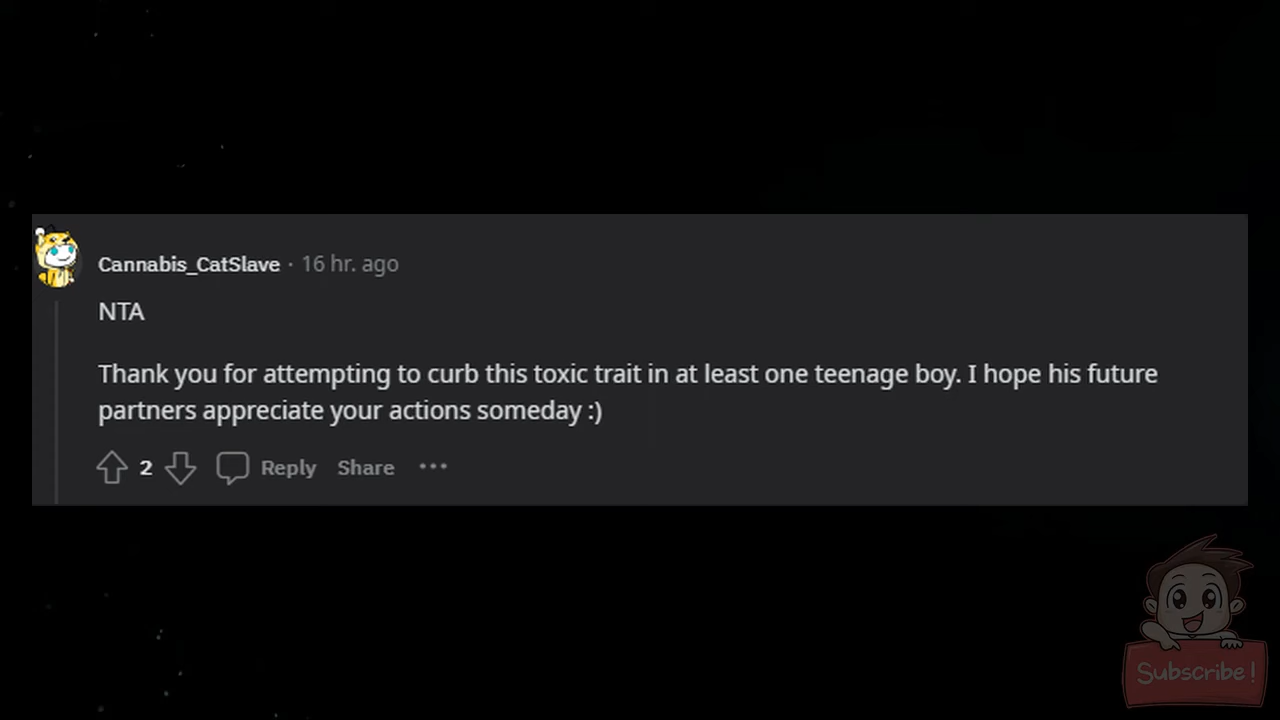 Cannabis_CatSlave · 16 hr. ago
NTA
Thank you for attempting to curb this toxic trait in at least one teenage boy. I hope his future
partners appreciate your actions someday :)
2 Reply Share ···
Subscribe!